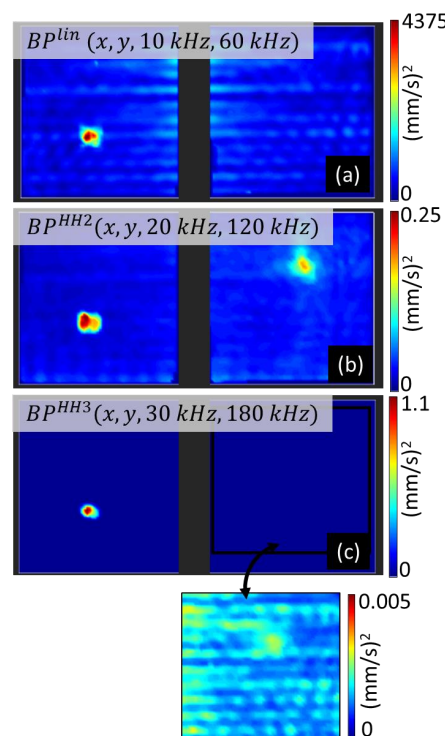 BP^{lin} (x, y, 10 kHz, 60 kHz)
4375
(mm/s)²
0
(a)
BP^{HH2}(x, y, 20 kHz, 120 kHz)
0.25
(mm/s)²
0
(b)
BP^{HH3}(x, y, 30 kHz, 180 kHz)
1.1
(mm/s)²
0
(c)
0.005
(mm/s)²
0